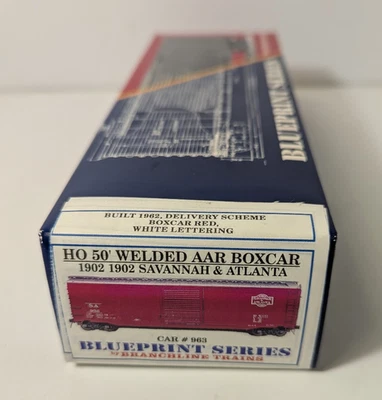 BLUEPRINT SERIES
BUILT 1962, DELIVERY SCHEME
BOXCAR RED,
WHITE LETTERING
HO 50' WELDED AAR BOXCAR
1902 1902 SAVANNAH & ATLANTA
CAR # 963
BLUEPRINT SERIES
BY BRANCHLINE TRAINS